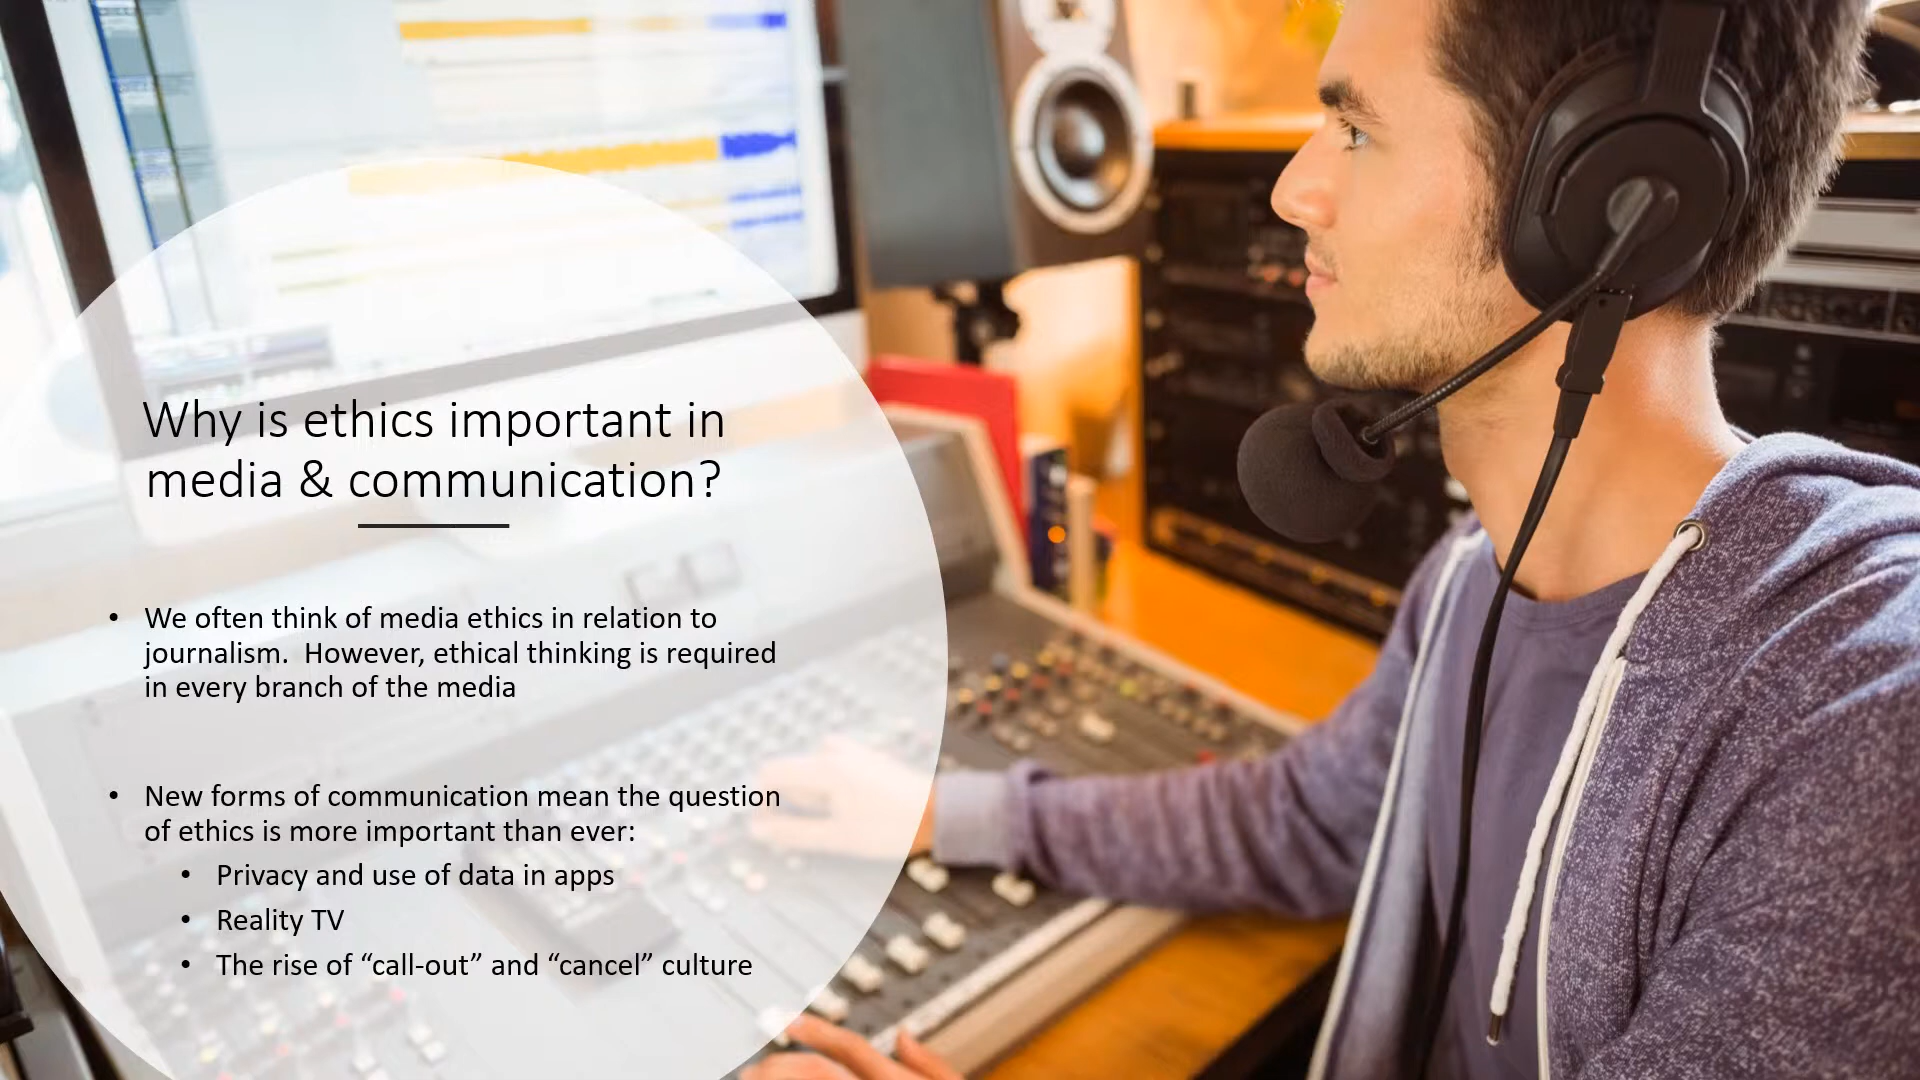 Why is ethics important in
media & communication?
• We often think of media ethics in relation to
journalism.  However, ethical thinking is required
in every branch of the media
• New forms of communication mean the question
of ethics is more important than ever:
• Privacy and use of data in apps
• Reality TV
• The rise of “call-out” and “cancel” culture